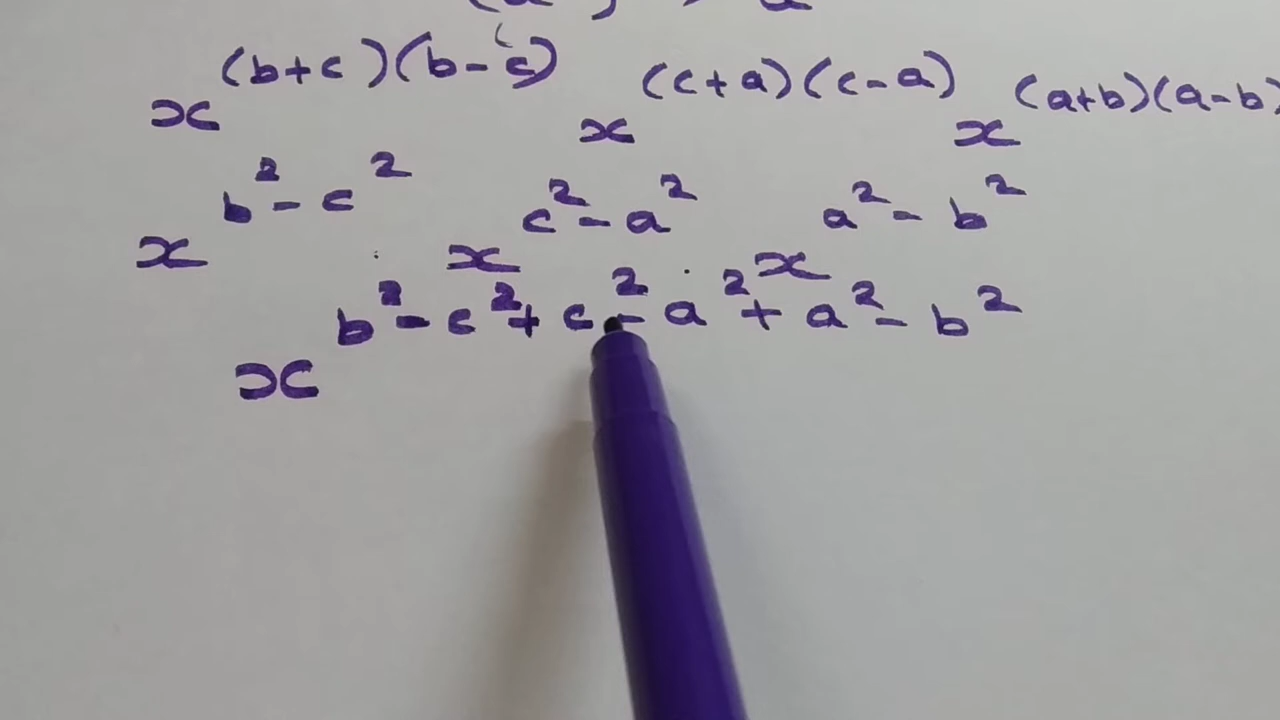 x^(b+c)(b-c) x^(c+a)(c-a) x^(a+b)(a-b)
x^b²-c² x^c²-a² x^a²-b²
x^b²-c²+c²-a²+a²-b²